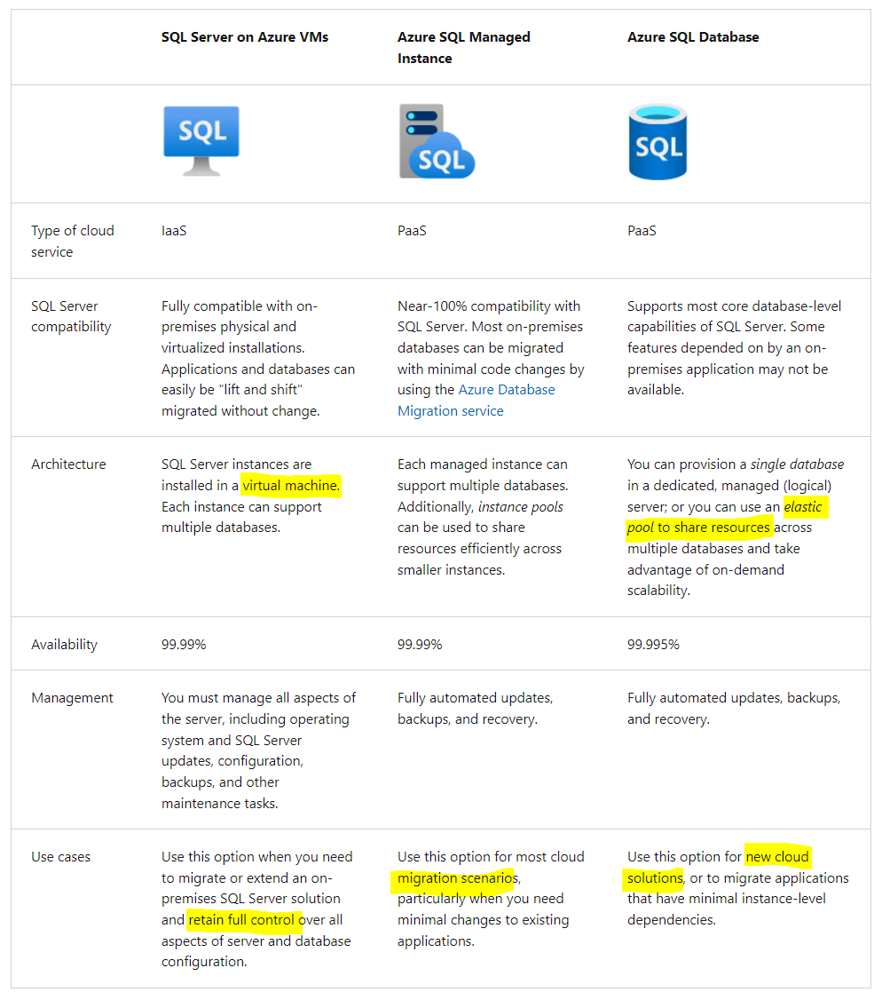 SQL Server on Azure VMs
Azure SQL Managed
Instance
Azure SQL Database
SQL
SQL
SQL
Type of cloud
service
IaaS
PaaS
PaaS
SQL Server
compatibility
Fully compatible with on-
premises physical and
virtualized installations.
Applications and databases can
easily be "lift and shift"
migrated without change.
Near-100% compatibility with
SQL Server. Most on-premises
databases can be migrated
with minimal code changes by
using the Azure Database
Migration service
Supports most core database-level
capabilities of SQL Server. Some
features depended on by an on-
premises application may not be
available.
Architecture
SQL Server instances are
installed in a virtual machine.
Each instance can support
multiple databases.
Each managed instance can
support multiple databases.
Additionally, instance pools
can be used to share
resources efficiently across
smaller instances.
You can provision a single database
in a dedicated, managed (logical)
server; or you can use an elastic
pool to share resources across
multiple databases and take
advantage of on-demand
scalability.
Availability
99.99%
99.99%
99.995%
Management
You must manage all aspects of
the server, including operating
system and SQL Server
updates, configuration,
backups, and other
maintenance tasks.
Fully automated updates,
backups, and recovery.
Fully automated updates, backups,
and recovery.
Use cases
Use this option when you need
to migrate or extend an on-
premises SQL Server solution
and retain full control over all
aspects of server and database
configuration.
Use this option for most cloud
migration scenarios,
particularly when you need
minimal changes to existing
applications.
Use this option for new cloud
solutions, or to migrate applications
that have minimal instance-level
dependencies.